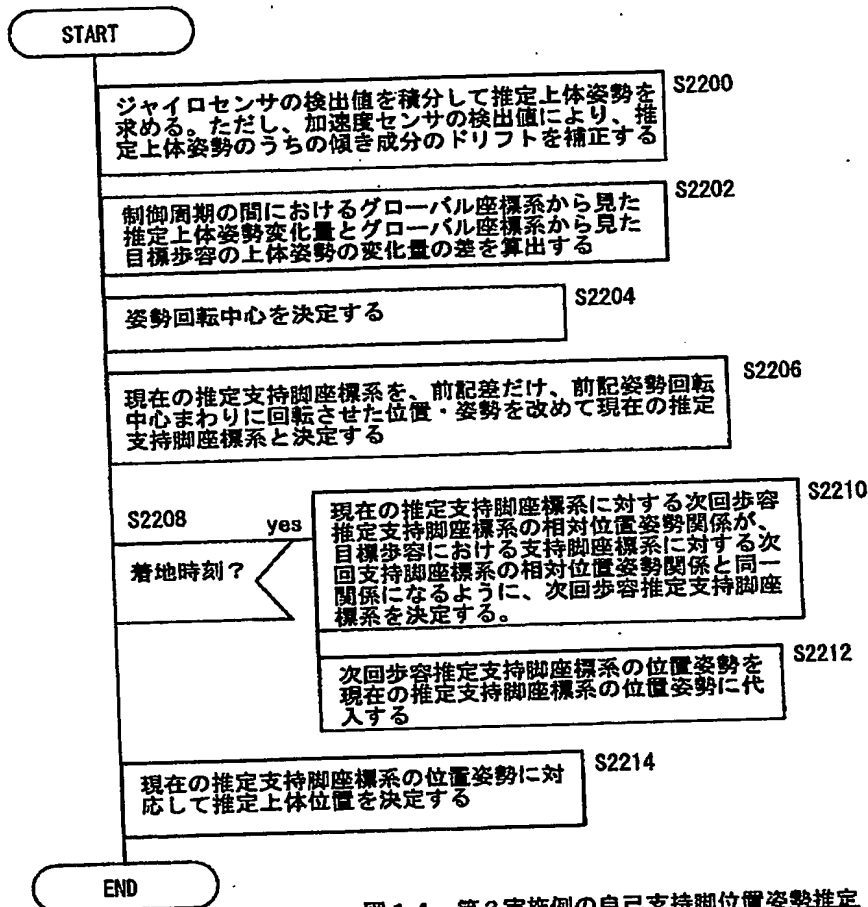 START
S2200
ジャイロセンサの検出値を積分して推定上体姿勢を
求める。ただし、加速度センサの検出値により、推
定上体姿勢のうちの傾き成分のドリフトを補正する
S2202
制御周期の間におけるグローバル座標系から見た
推定上体姿勢変化量とグローバル座標系から見た
目標歩容の上体姿勢の変化量の差を算出する
S2204
姿勢回転中心を決定する
S2206
現在の推定支持脚座標系を、前記差だけ、前記姿勢回転
中心まわりに回転させた位置・姿勢を改めて現在の推定
支持脚座標系と決定する
S2208
yes
着地時刻？
S2210
現在の推定支持脚座標系に対する次回歩容
推定支持脚座標系の相対位置姿勢関係が、
目標歩容における支持脚座標系に対する次
回支持脚座標系の相対位置姿勢関係と同一
関係になるように、次回歩容推定支持脚座
標系を決定する。
S2212
次回歩容推定支持脚座標系の位置姿勢を
現在の推定支持脚座標系の位置姿勢に代
入する
S2214
現在の推定支持脚座標系の位置姿勢に対
応して推定上体位置を決定する
END
図14 第2実施例の自己支持脚位置姿勢推定